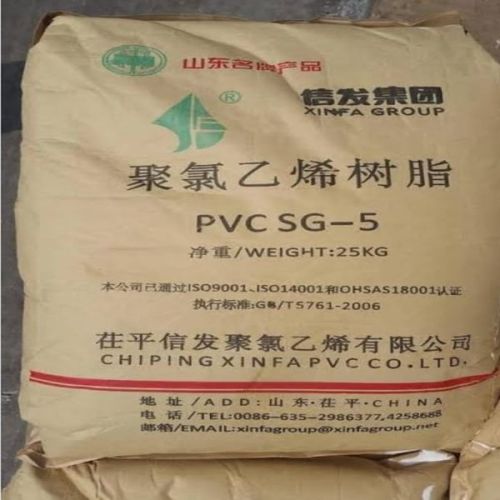 山东名牌产品
®
信发集团
XINFA GROUP
聚氯乙烯树脂
PVC SG-5
净重/WEIGHT:25KG
本公司已通过ISO9001、ISO14001和OHSAS18001认证
执行标准:GB/T5761-2006
茌平信发聚氯乙烯有限公司
CHIPING XINFA PVC CO.,LTD.
地址/ADD:山东·茌平·CHINA
电话/TEL:0086-635-2986377,4258688
邮箱/EMAIL:xinfagroup@xinfagroup.net